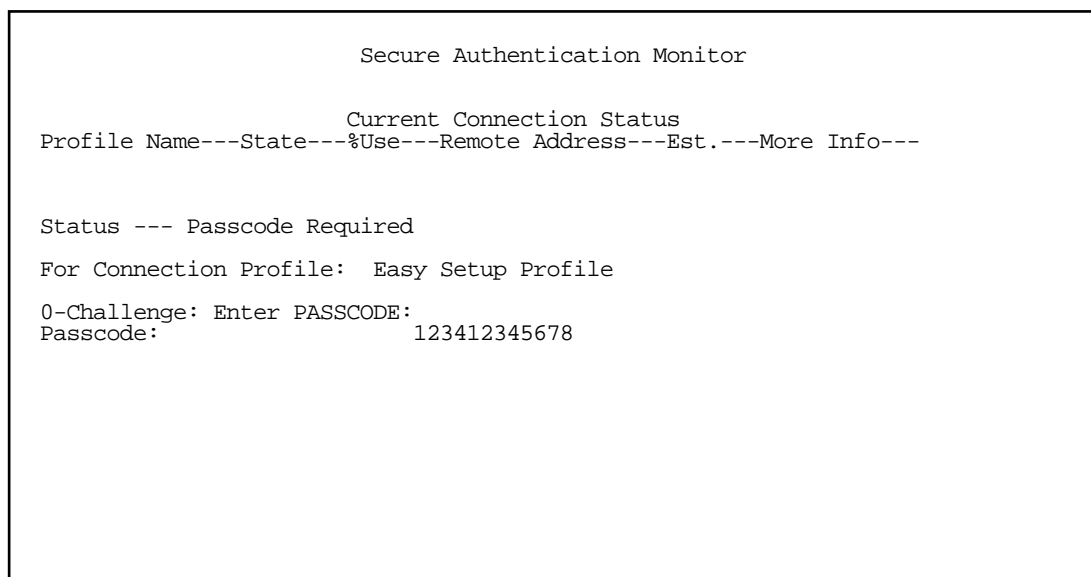 Secure Authentication Monitor
Current Connection Status
Profile Name---State---%Use---Remote Address---Est.---More Info---
Status --- Passcode Required
For Connection Profile: Easy Setup Profile
0-Challenge: Enter PASSCODE:
Passcode: 123412345678